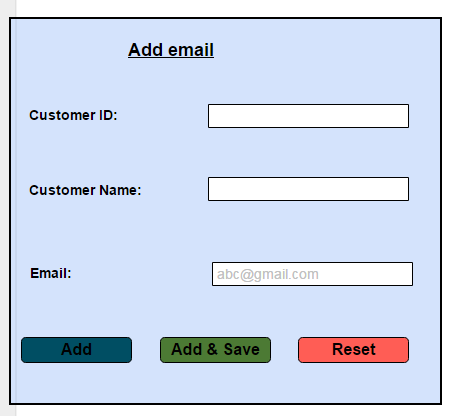 Add email
Customer ID:
Customer Name:
Email: abc@gmail.com
Add Add & Save Reset